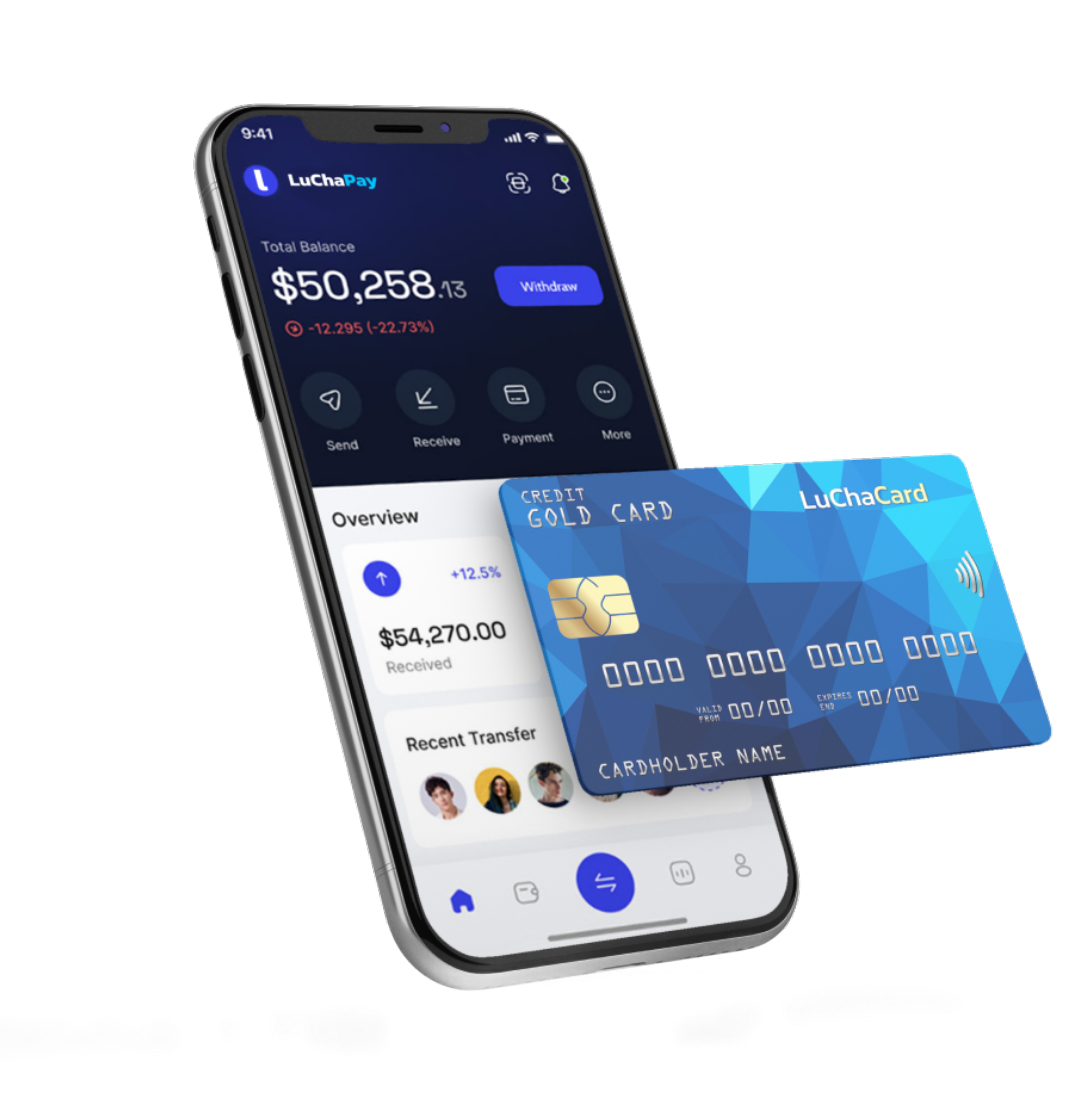 9:41
LuChaPay
Total Balance
$50,258.13
Withdraw
-12.295 (-22.73%)
Send
Receive
Payment
More
Overview
+12.5%
$54,270.00
Received
Recent Transfer
CREDIT
GOLD CARD
LuChaCard
0000 0000 0000 0000
VALID FROM 00/00
EXPIRES END 00/00
CARDHOLDER NAME